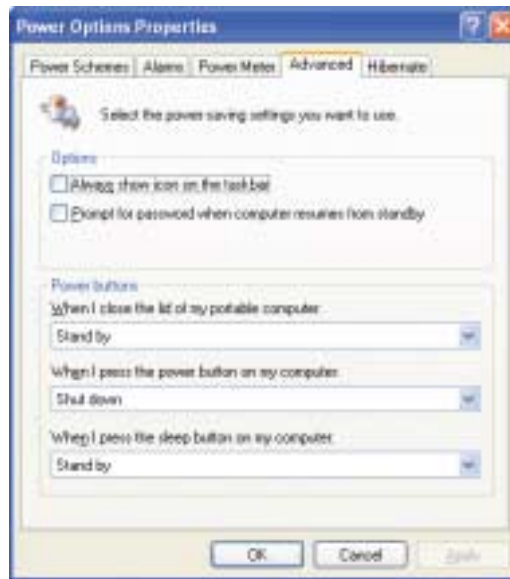 Power Options Properties
Power Schemes Alarms Power Meter Advanced Hibernate
Select the power saving settings you want to use.
Options
Always show icon on the taskbar
Prompt for password when computer resumes from standby
Power buttons
When I close the lid of my portable computer:
Stand by
When I press the power button on my computer:
Shut down
When I press the sleep button on my computer:
Stand by
OK Cancel Apply